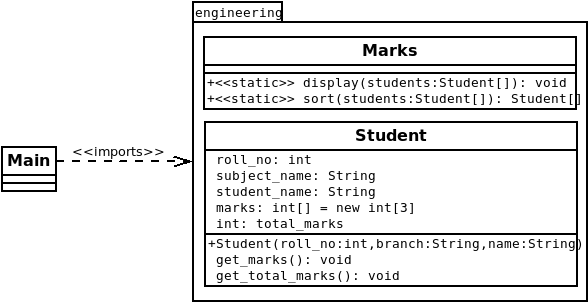 engineering
Marks
+<<static>> display(students:Student[]): void
+<<static>> sort(students:Student[]): Student[]
Student
roll_no: int
subject_name: String
student_name: String
marks: int[] = new int[3]
int: total_marks
+Student(roll_no:int,branch:String,name:String)
get_marks(): void
get_total_marks(): void
Main
<<imports>>